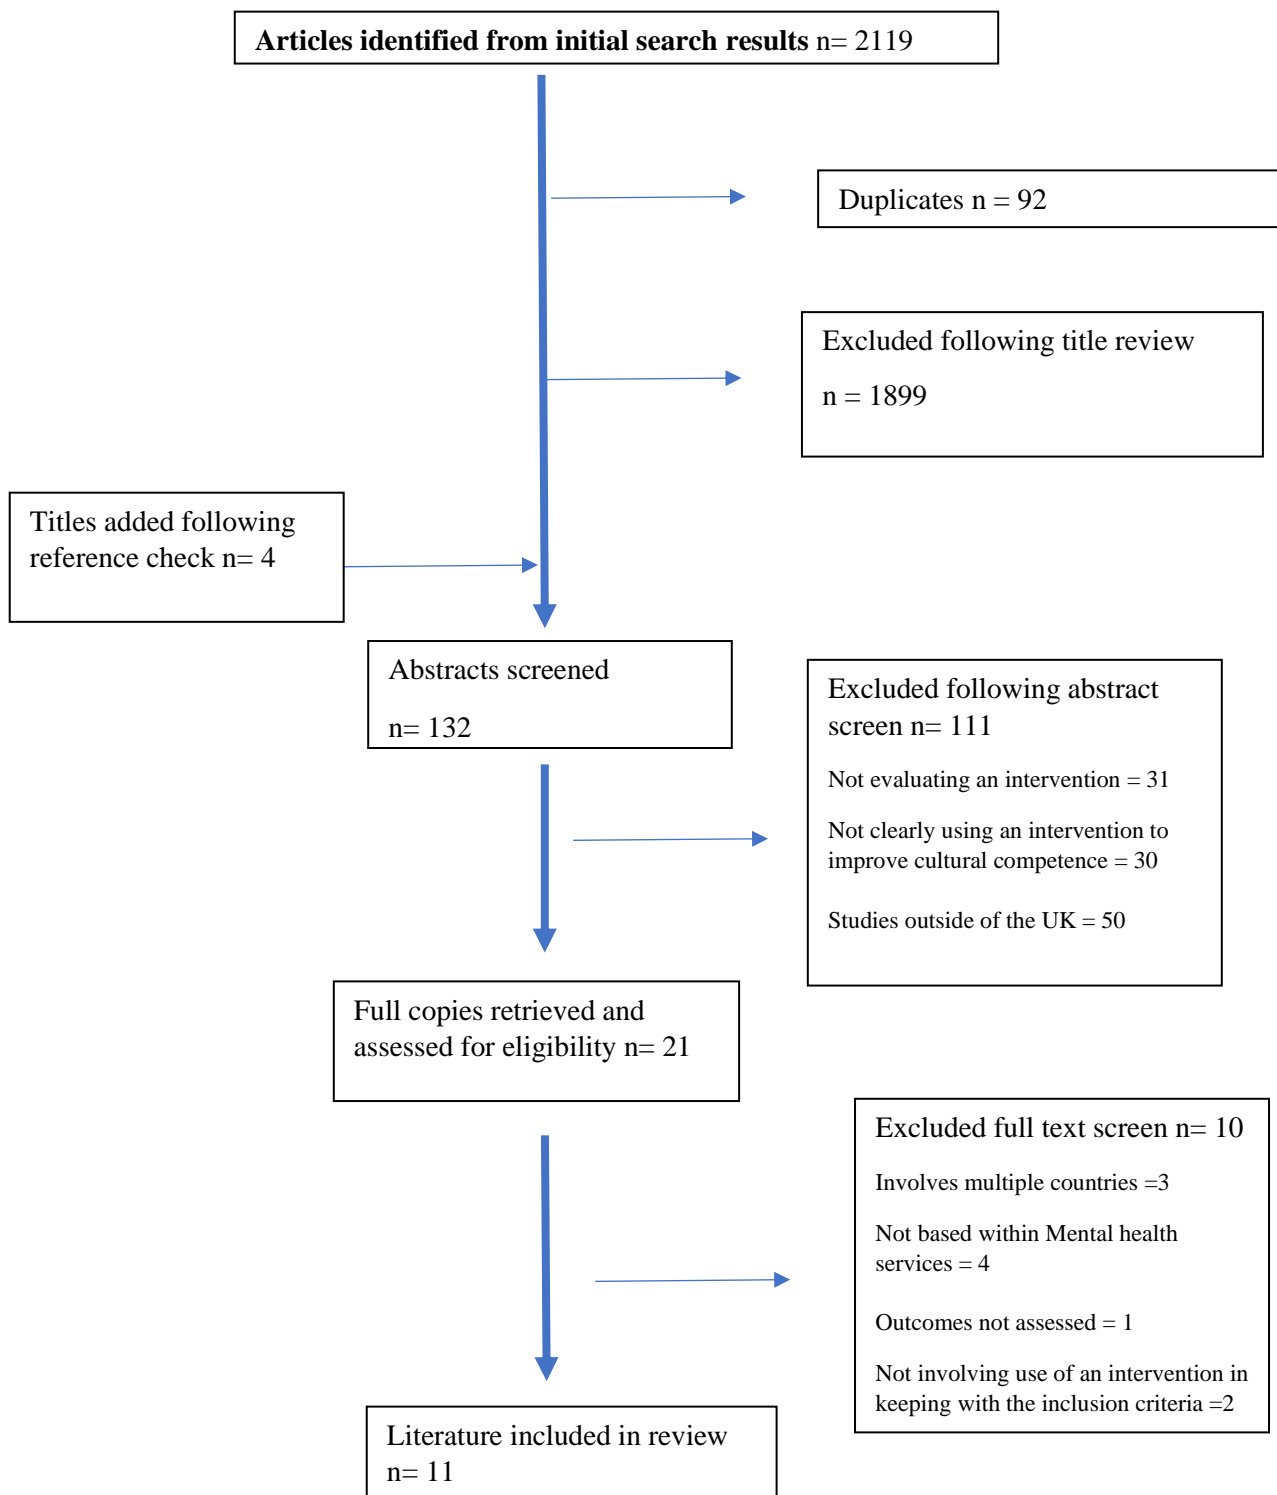 Articles identified from initial search results n= 2119
Duplicates n = 92
Excluded following title review
n = 1899
Titles added following
reference check n= 4
Abstracts screened
n= 132
Excluded following abstract
screen n= 111
Not evaluating an intervention = 31
Not clearly using an intervention to
improve cultural competence = 30
Studies outside of the UK = 50
Full copies retrieved and
assessed for eligibility n= 21
Excluded full text screen n= 10
Involves multiple countries =3
Not based within Mental health
services = 4
Outcomes not assessed = 1
Not involving use of an intervention in
keeping with the inclusion criteria =2
Literature included in review
n= 11